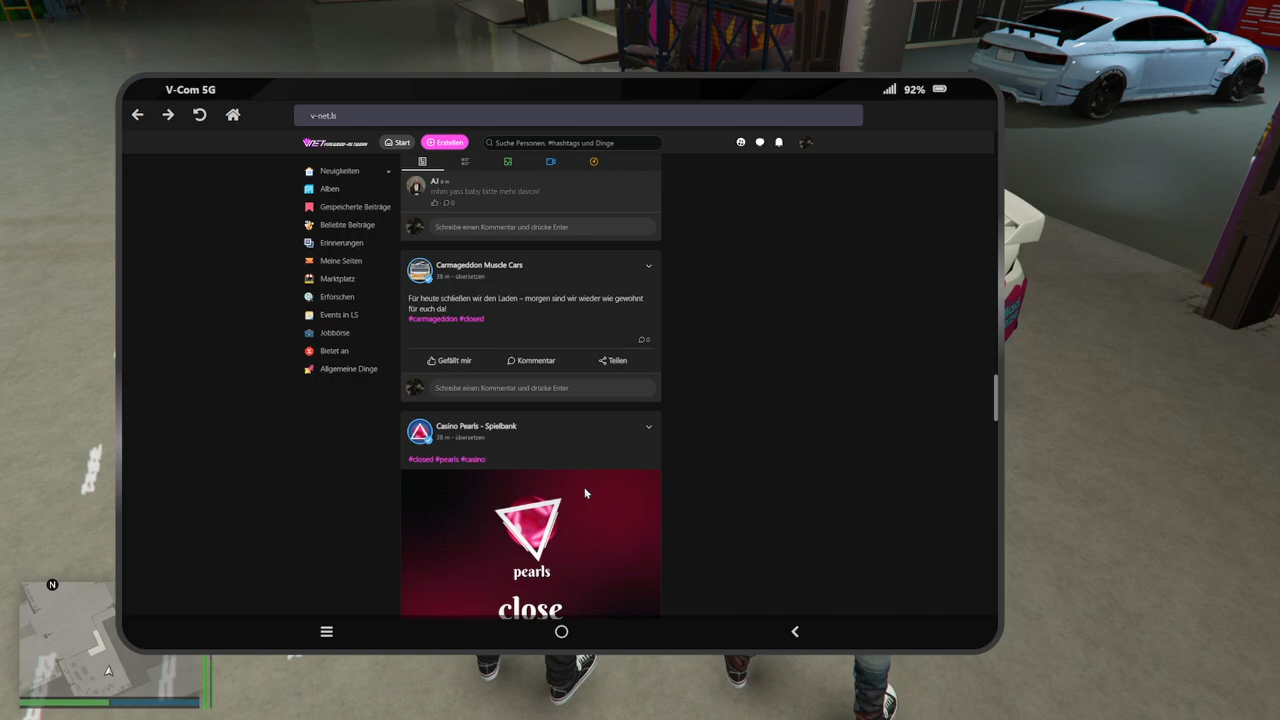 V-Com 5G
92%
v-net.ls
VNET
Start
Erstellen
Suche Personen, #hashtags und Dinge
Neuigkeiten
Alben
Gespeicherte Beiträge
Beliebte Beiträge
Erinnerungen
Meine Seiten
Marktplatz
Erforschen
Events in LS
Jobbörse
Bietet an
Allgemeine Dinge
AJ 9 m
mhm yass baby bitte mehr davon!
0
Schreibe einen Kommentar und drücke Enter
Carmageddon Muscle Cars
36 m - übersetzen
Für heute schließen wir den Laden – morgen sind wir wieder wie gewohnt
für euch da!
#carmageddon #closed
0
Gefällt mir
Kommentar
Teilen
Schreibe einen Kommentar und drücke Enter
Casino Pearls - Spielbank
38 m - übersetzen
#closed #pearls #casino
pearls
close
N